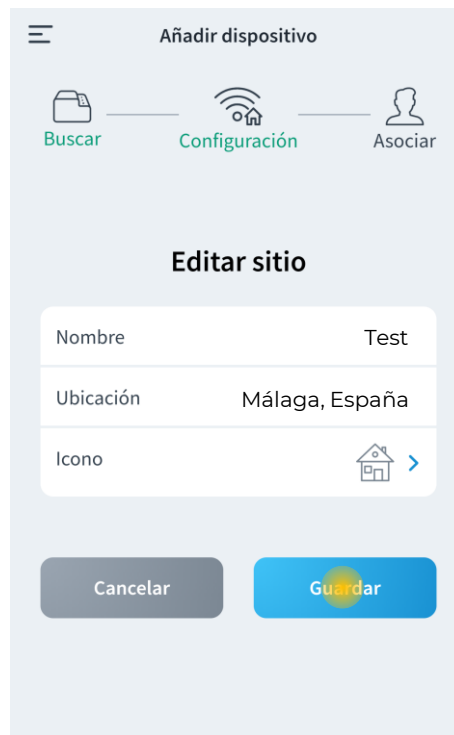 Añadir dispositivo
Buscar Configuración Asociar
Editar sitio
Nombre Test
Ubicación Málaga, España
Icono
Cancelar Guardar